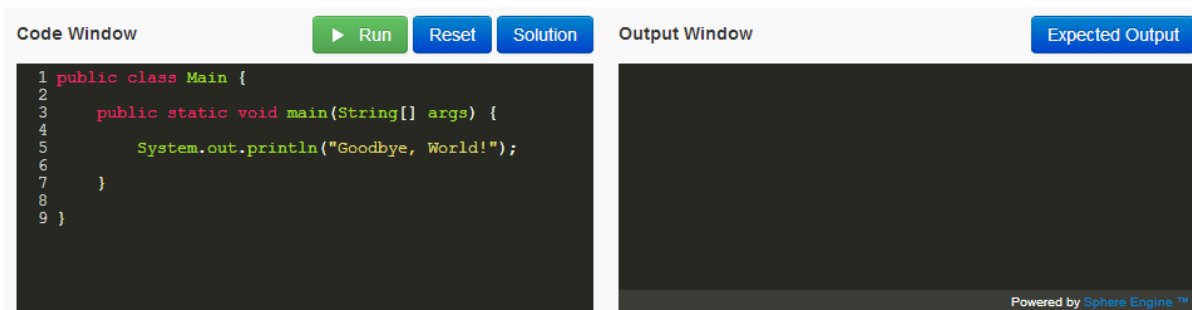 Code Window
Run
Reset
Solution
Output Window
Expected Output
1 public class Main {
2
3     public static void main(String[] args) {
4
5         System.out.println("Goodbye, World!");
6
7     }
8
9 }
Powered by Sphere Engine ™